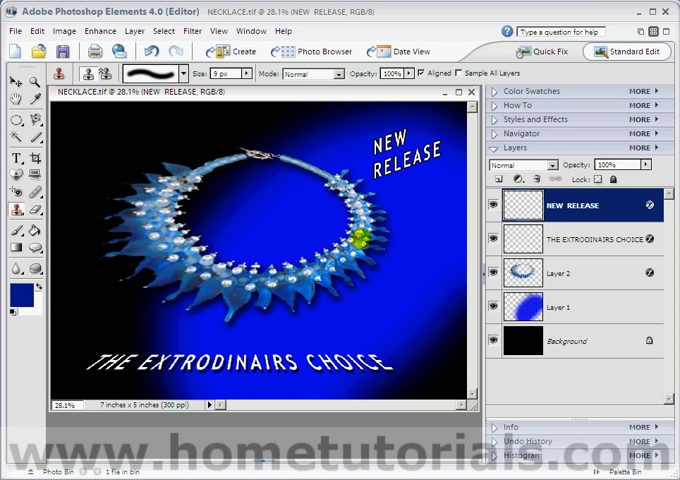 Adobe Photoshop Elements 4.0 (Editor) NECKLACE.tif @ 28.1% (NEW RELEASE, RGB/8)
File Edit Image Enhance Layer Select Filter View Window Help Type a question for help
Create Photo Browser Date View Quick Fix Standard Edit
Size: 9 px Mode: Normal Opacity: 100% Aligned Sample All Layers
NECKLACE.tif @ 28.1% (NEW RELEASE, RGB/8)
NEW
RELEASE
THE EXTRODINAIRS CHOICE
28.1% 7 inches x 5 inches (300 ppi)
Color Swatches MORE
How To MORE
Styles and Effects MORE
Navigator MORE
Layers MORE
Normal Opacity: 100%
Lock:
NEW RELEASE
THE EXTRODINAIRS CHOICE
Layer 2
Layer 1
Background
Info MORE
Undo History MORE
Histogram MORE
www.hometutorials.com
Photo Bin 1 file in bin Palette Bin